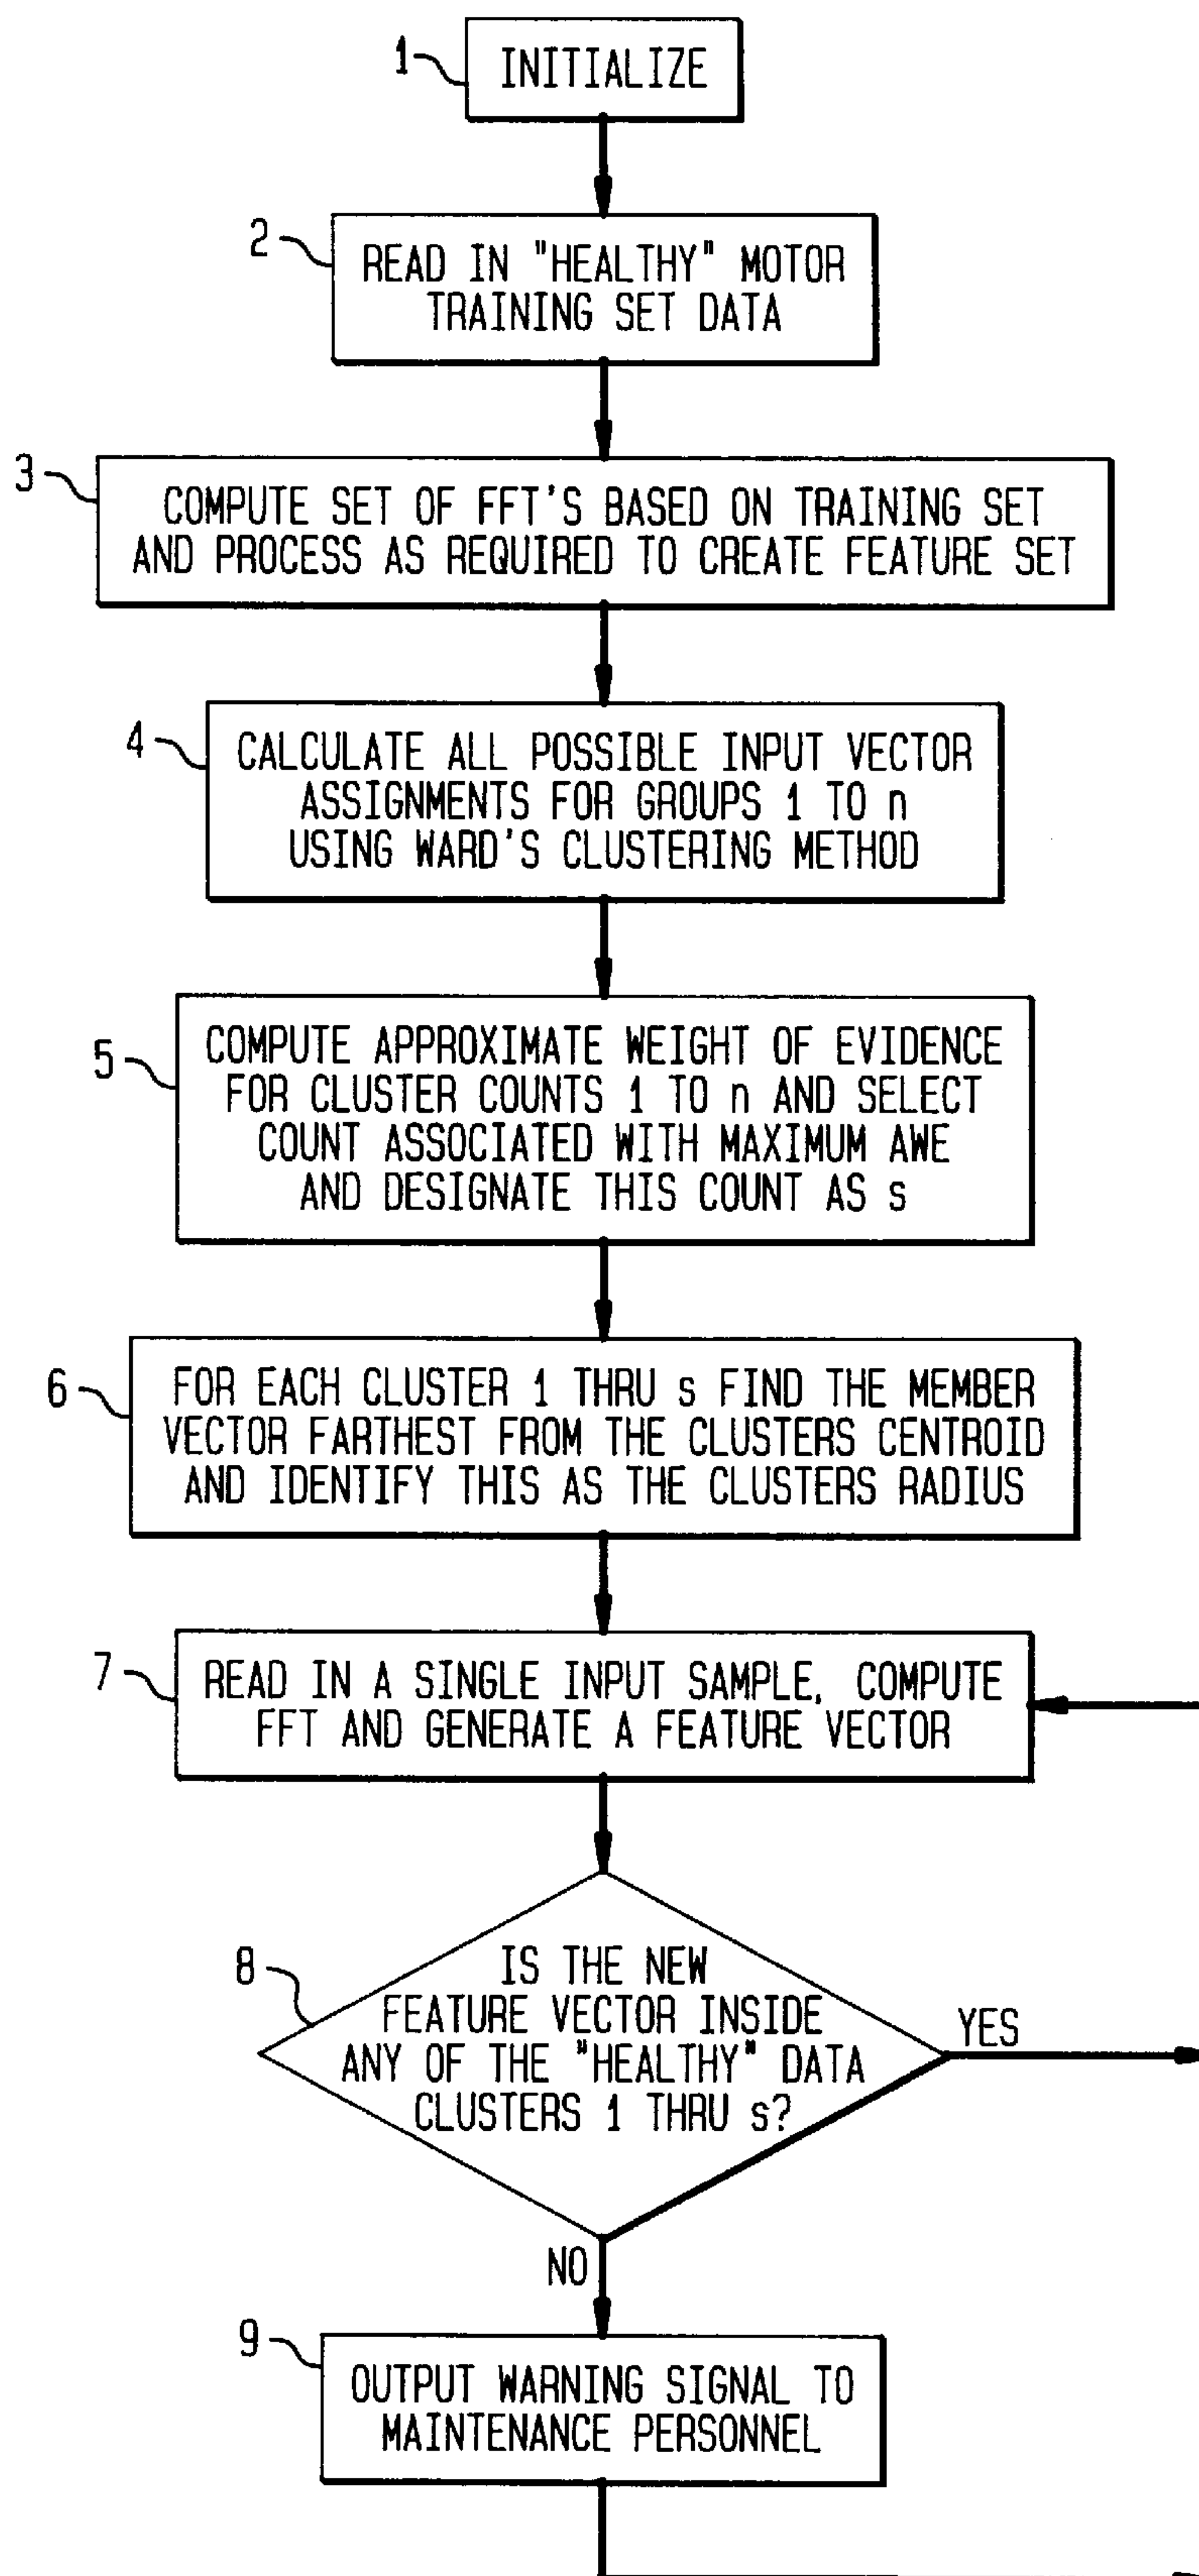 1
INITIALIZE
2
READ IN "HEALTHY" MOTOR
TRAINING SET DATA
3
COMPUTE SET OF FFT'S BASED ON TRAINING SET
AND PROCESS AS REQUIRED TO CREATE FEATURE SET
4
CALCULATE ALL POSSIBLE INPUT VECTOR
ASSIGNMENTS FOR GROUPS 1 TO n
USING WARD'S CLUSTERING METHOD
5
COMPUTE APPROXIMATE WEIGHT OF EVIDENCE
FOR CLUSTER COUNTS 1 TO n AND SELECT
COUNT ASSOCIATED WITH MAXIMUM AWE
AND DESIGNATE THIS COUNT AS s
6
FOR EACH CLUSTER 1 THRU s FIND THE MEMBER
VECTOR FARTHEST FROM THE CLUSTERS CENTROID
AND IDENTIFY THIS AS THE CLUSTERS RADIUS
7
READ IN A SINGLE INPUT SAMPLE, COMPUTE
FFT AND GENERATE A FEATURE VECTOR
8
IS THE NEW
FEATURE VECTOR INSIDE
ANY OF THE "HEALTHY" DATA
CLUSTERS 1 THRU s?
YES
NO
9
OUTPUT WARNING SIGNAL TO
MAINTENANCE PERSONNEL